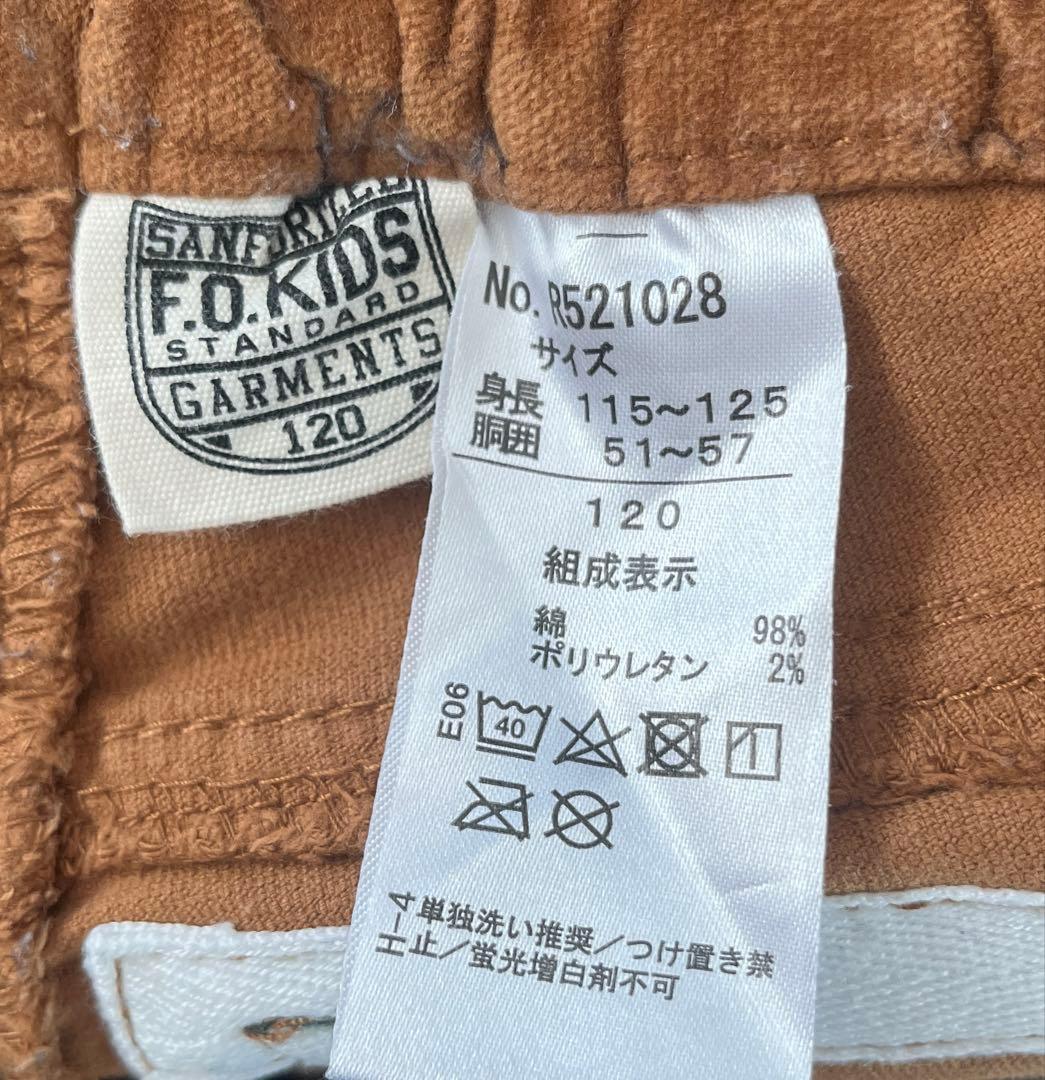 SANFORIZED
F.O.KIDS
STANDARD
GARMENTS
120
No. R521028
サイズ
身長 115～125
胴囲 51～57
120
組成表示
綿 98%
ポリウレタン 2%
E06
40
単独洗い推奨／つけ置き禁
止／蛍光増白剤不可